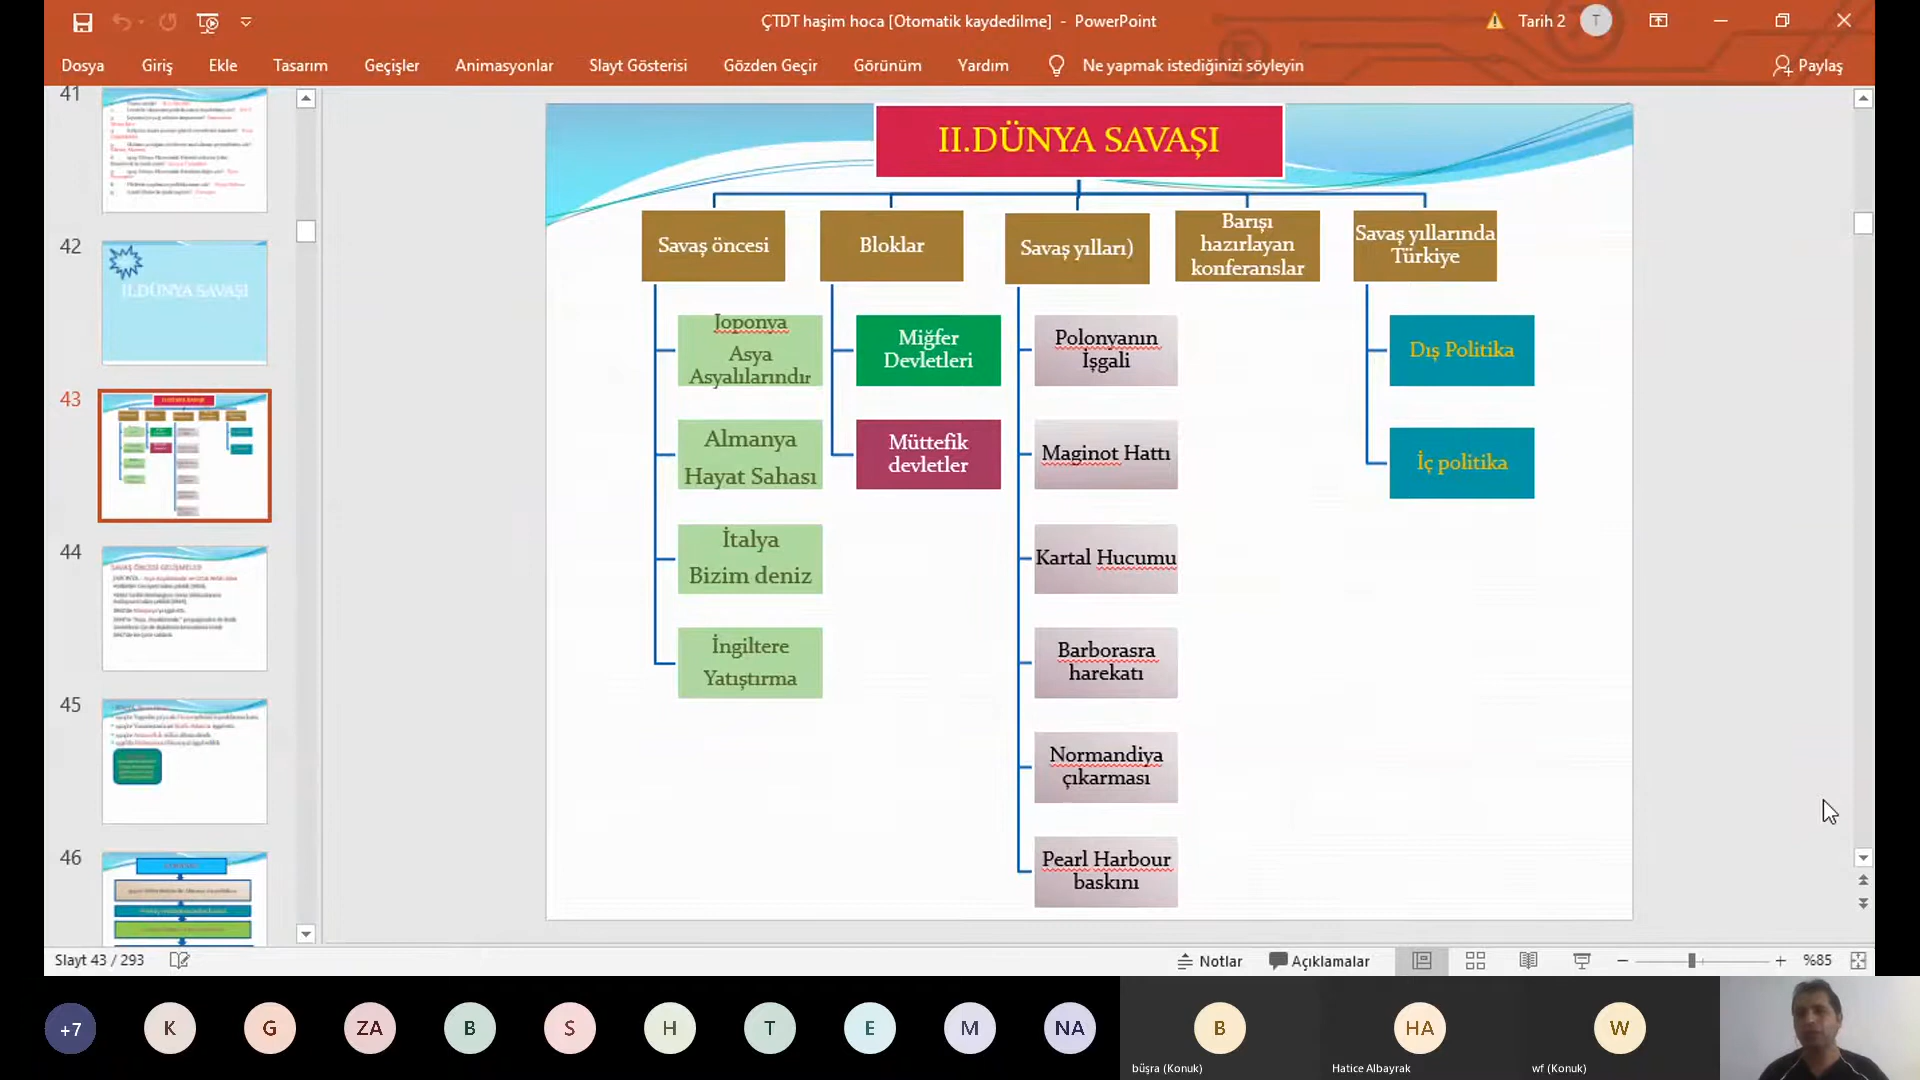 ÇTDT haşim hoca [Otomatik kaydedilme] - PowerPoint
Tarih 2
T
Dosya
Giriş
Ekle
Tasarım
Geçişler
Animasyonlar
Slayt Gösterisi
Gözden Geçir
Görünüm
Yardım
Ne yapmak istediğinizi söyleyin
Paylaş
41
42
II.DÜNYA SAVAŞI
43
44
45
46
II.DÜNYA SAVAŞI
Savaş öncesi
Bloklar
Savaş yılları)
Barışı
hazırlayan
konferanslar
Savaş yıllarında
Türkiye
Joponya
Asya
Asyalılarındır
Almanya
Hayat Sahası
İtalya
Bizim deniz
İngiltere
Yatıştırma
Miğfer
Devletleri
Müttefik
devletler
Polonyanın
İşgali
Maginot Hattı
Kartal Hucumu
Barborasra
harekatı
Normandiya
çıkarması
Pearl Harbour
baskını
Dış Politika
İç politika
Slayt 43 / 293
Notlar
Açıklamalar
%85
+7
K
G
ZA
B
S
H
T
E
M
NA
B
büşra (Konuk)
HA
Hatice Albayrak
W
wf (Konuk)